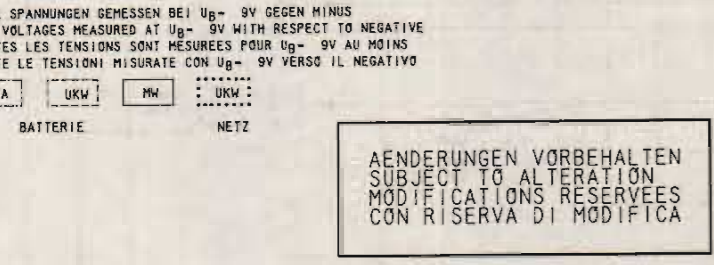 SPANNUNGEN GEMESSEN BEI UB- 9V GEGEN MINUS
VOLTAGES MEASURED AT UB- 9V WITH RESPECT TO NEGATIVE
TES LES TENSIONS SONT MESUREES POUR UB- 9V AU MOINS
E LE TENSIONI MISURATE CON UB- 9V VERSO IL NEGATIVO
A UKW MW UKW
BATTERIE NETZ
AENDERUNGEN VORBEHALTEN
SUBJECT TO ALTERATION
MODIFICATIONS RESERVEES
CON RISERVA DI MODIFICA